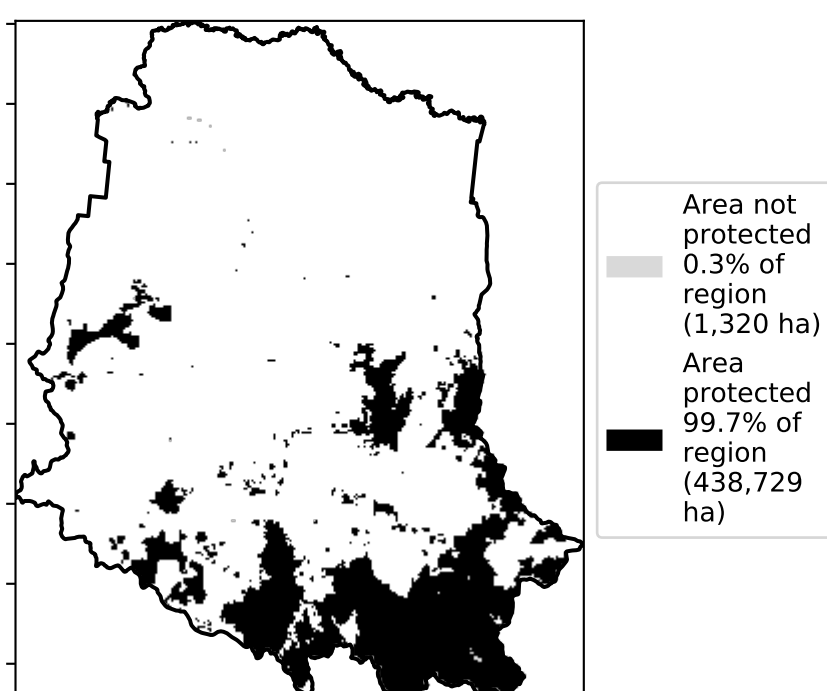 Area not
protected
0.3% of
region
(1,320 ha)
Area
protected
99.7% of
region
(438,729
ha)